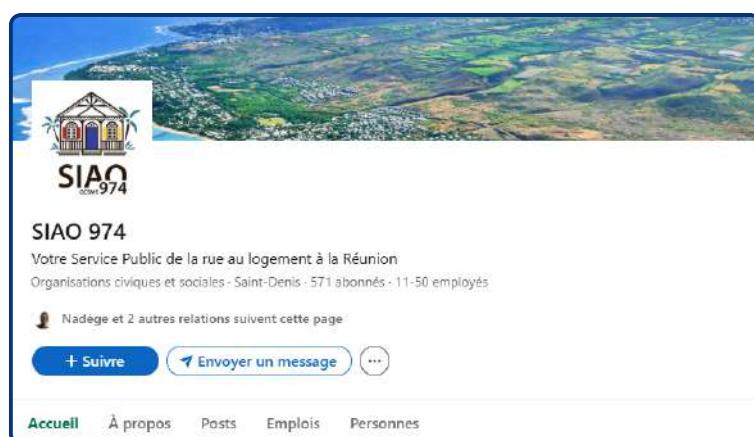 SIAO
974
SIAO 974
Votre Service Public de la rue au logement à la Réunion
Organisations civiques et sociales · Saint-Denis · 571 abonnés · 11-50 employés
Nadège et 2 autres relations suivent cette page
+ Suivre
Envoyer un message
Accueil
À propos
Posts
Emplois
Personnes